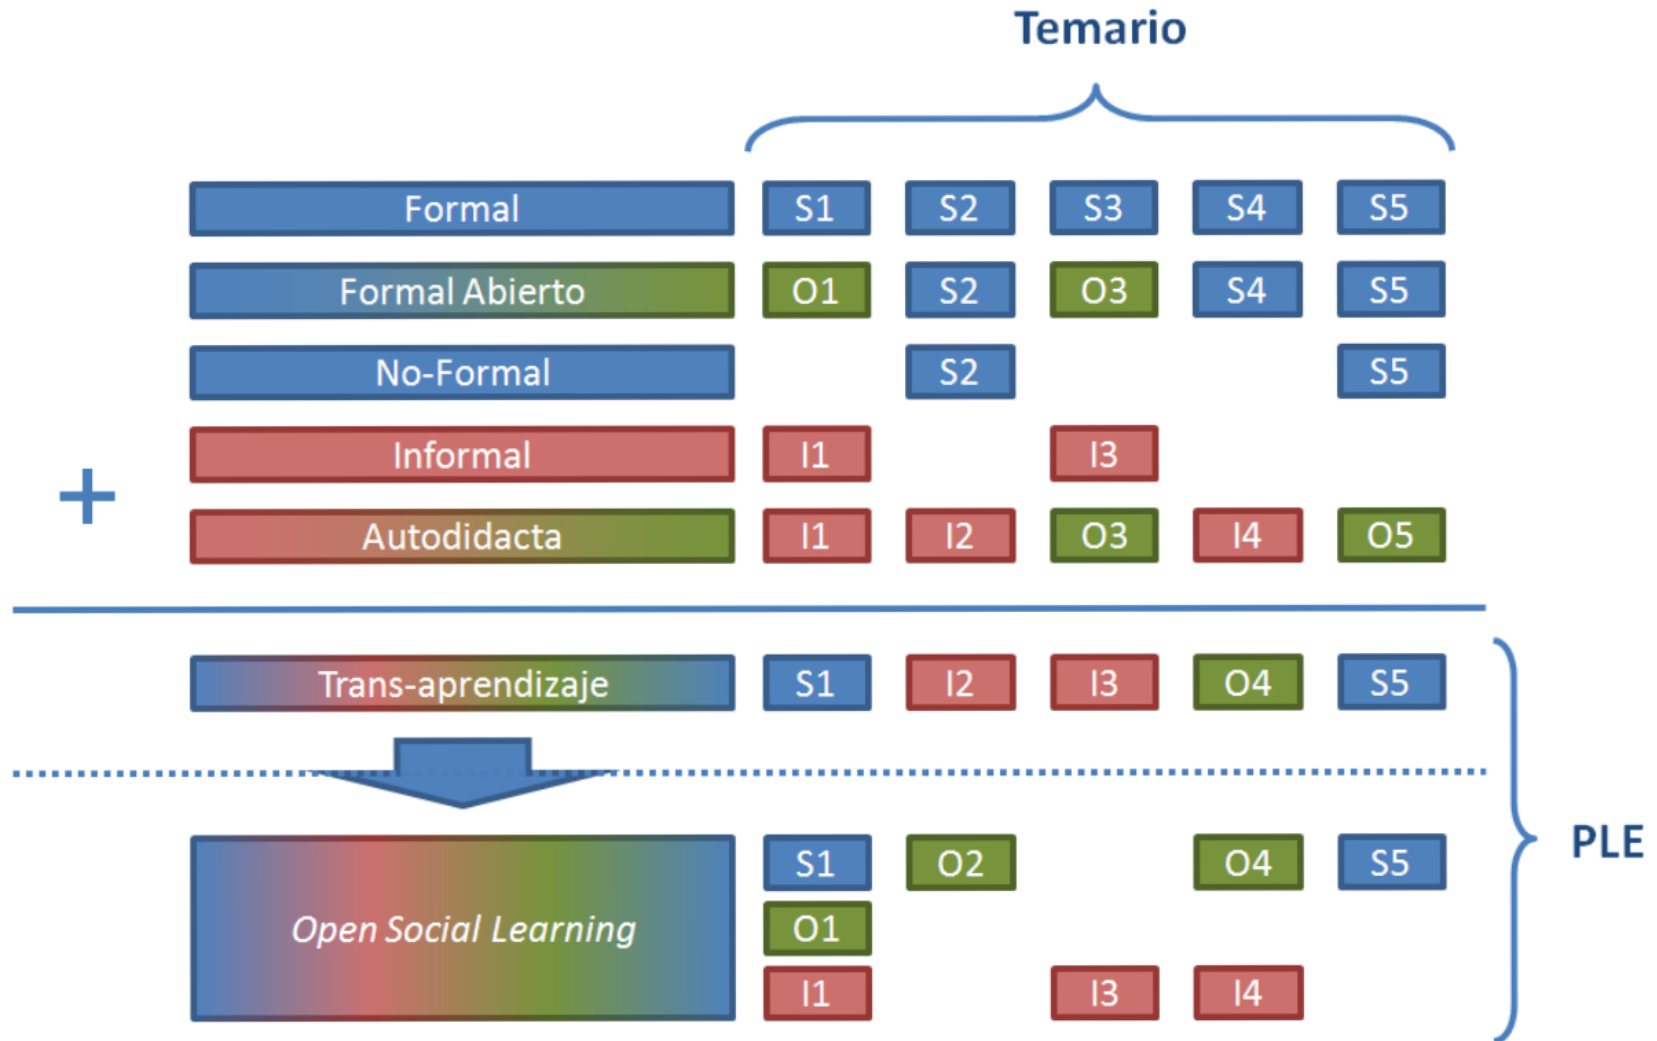 Temario
Formal S1 S2 S3 S4 S5
Formal Abierto O1 S2 O3 S4 S5
No-Formal S2 S5
Informal I1 I3
+
Autodidacta I1 I2 O3 I4 O5
Trans-aprendizaje S1 I2 I3 O4 S5
S1 O2 O4 S5
PLE
Open Social Learning O1
I1 I3 I4